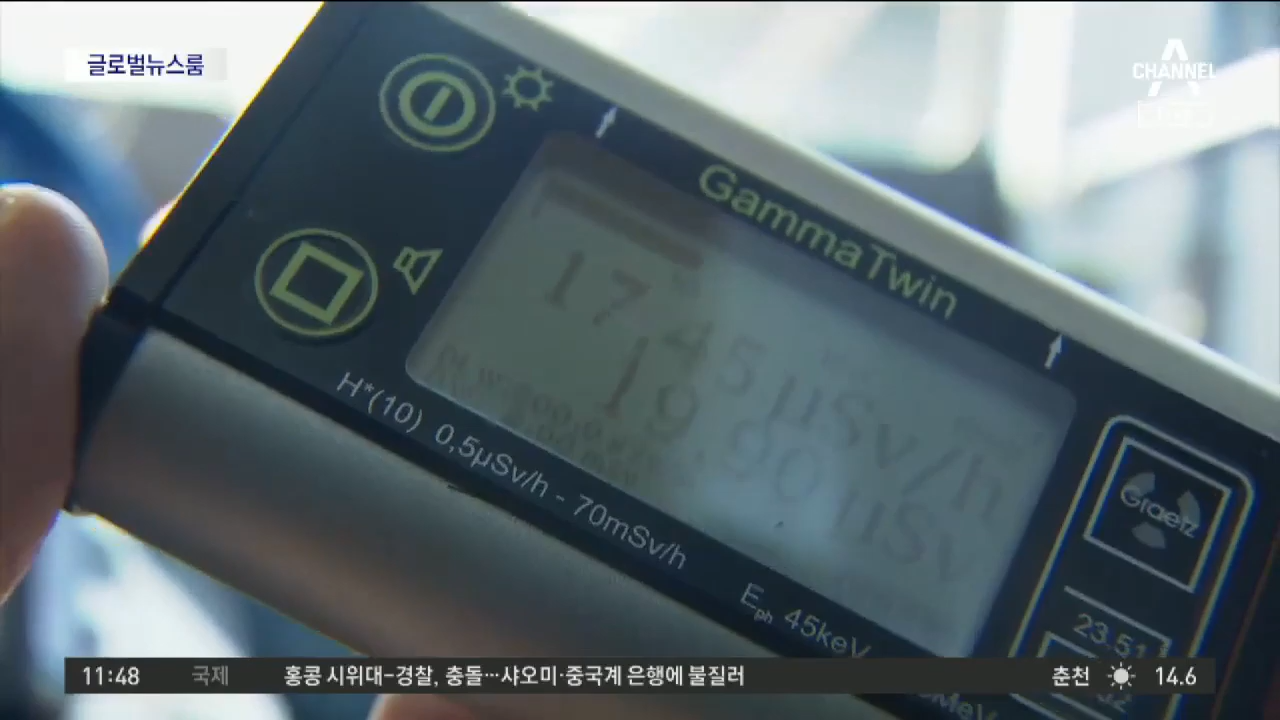 글로벌뉴스룸
CHANNEL
GammaTwin
17.45 µSv/h
19.90 µSv
H*(10) 0,5µSv/h - 70mSv/h
Eph 45keV
MeV
Graetz
23.51
11:48 국제 홍콩 시위대-경찰, 충돌…샤오미·중국계 은행에 불질러 춘천 14.6